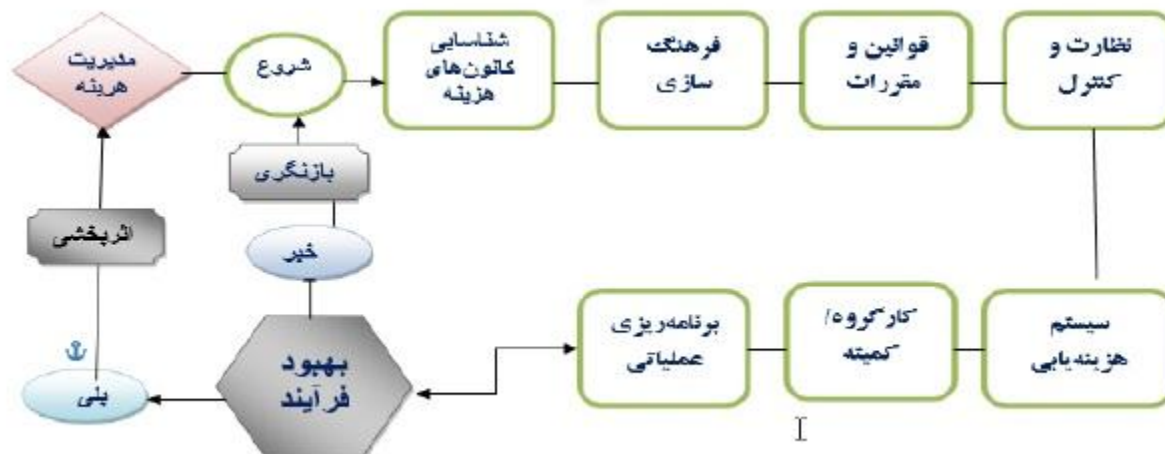 مدیریت
هزینه
شروع
شناسایی
کانون‌های
هزینه
فرهنگ
سازی
قوانین و
مقررات
نظارت و
کنترل
بازنگری
اثربخشی
خیر
سیستم
هزینه‌یابی
کارگروه/
کمیته
برنامه‌ریزی
عملیاتی
بهبود
فرآیند
بلی